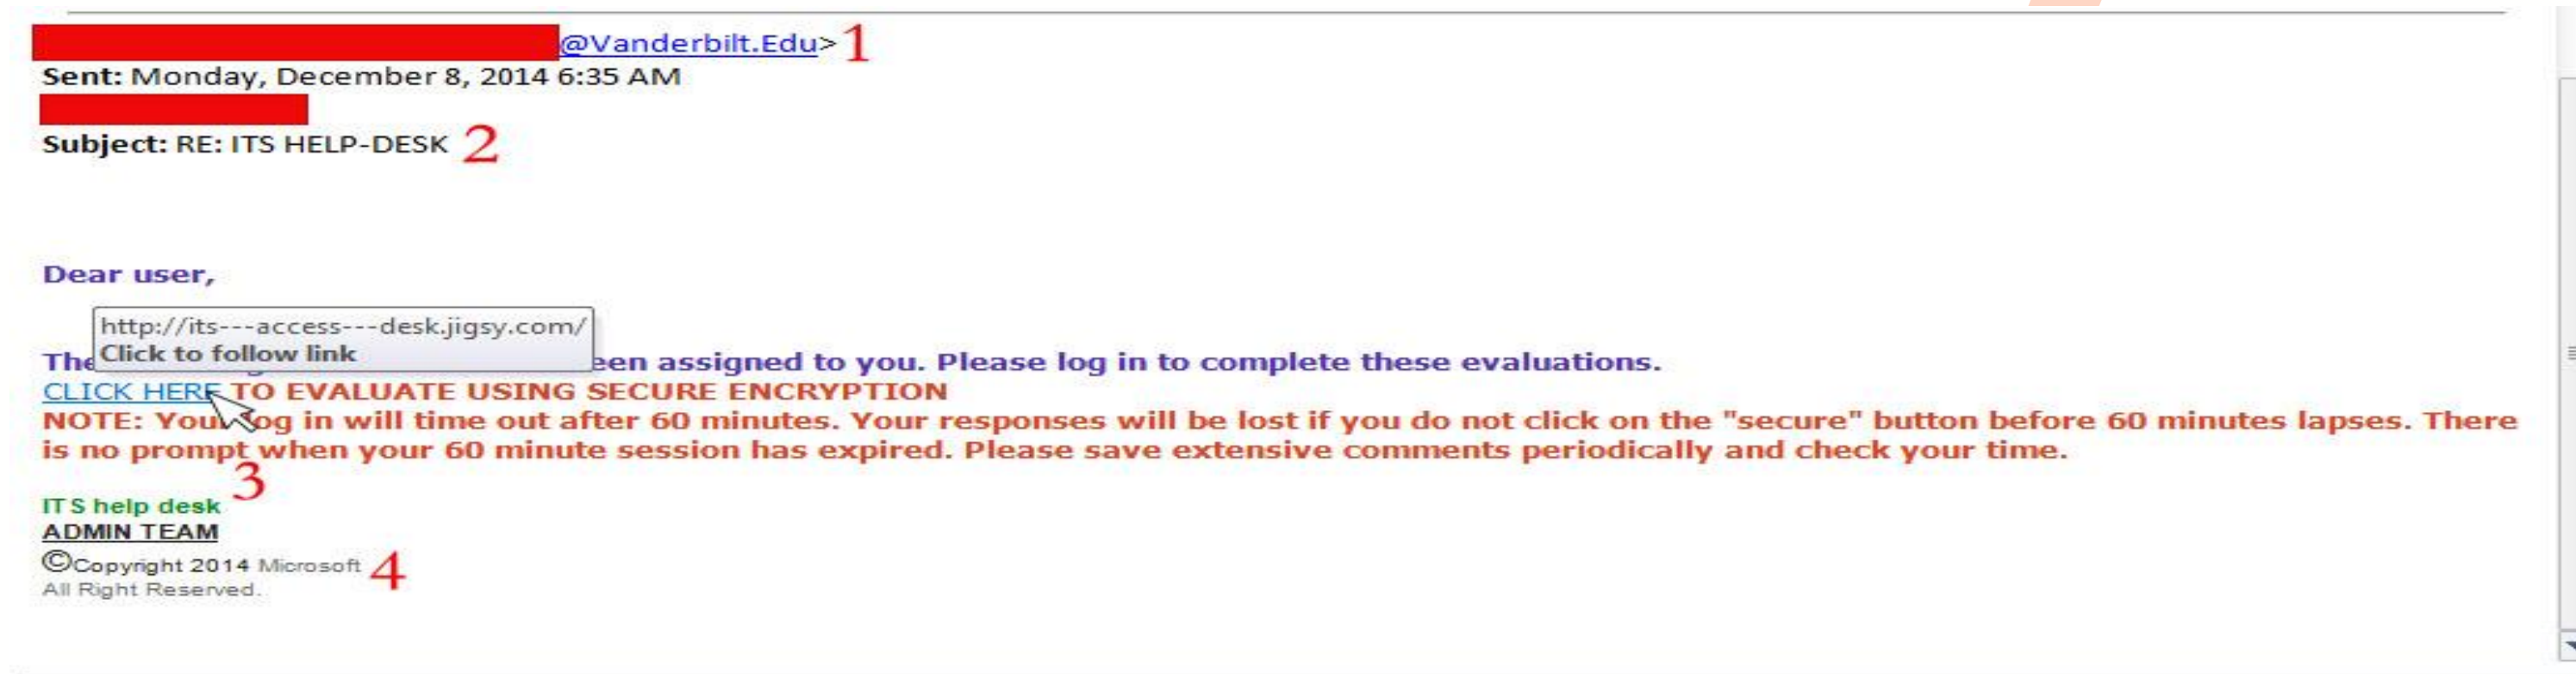 @Vanderbilt.Edu> 1
Sent: Monday, December 8, 2014 6:35 AM
Subject: RE: ITS HELP-DESK 2
Dear user,
http://its---access---desk.jigsy.com/
Click to follow link
The een assigned to you. Please log in to complete these evaluations.
CLICK HERE TO EVALUATE USING SECURE ENCRYPTION
NOTE: Your log in will time out after 60 minutes. Your responses will be lost if you do not click on the "secure" button before 60 minutes lapses. There
is no prompt when your 60 minute session has expired. Please save extensive comments periodically and check your time.
3
ITS help desk
ADMIN TEAM
©Copyright 2014 Microsoft 4
All Right Reserved.